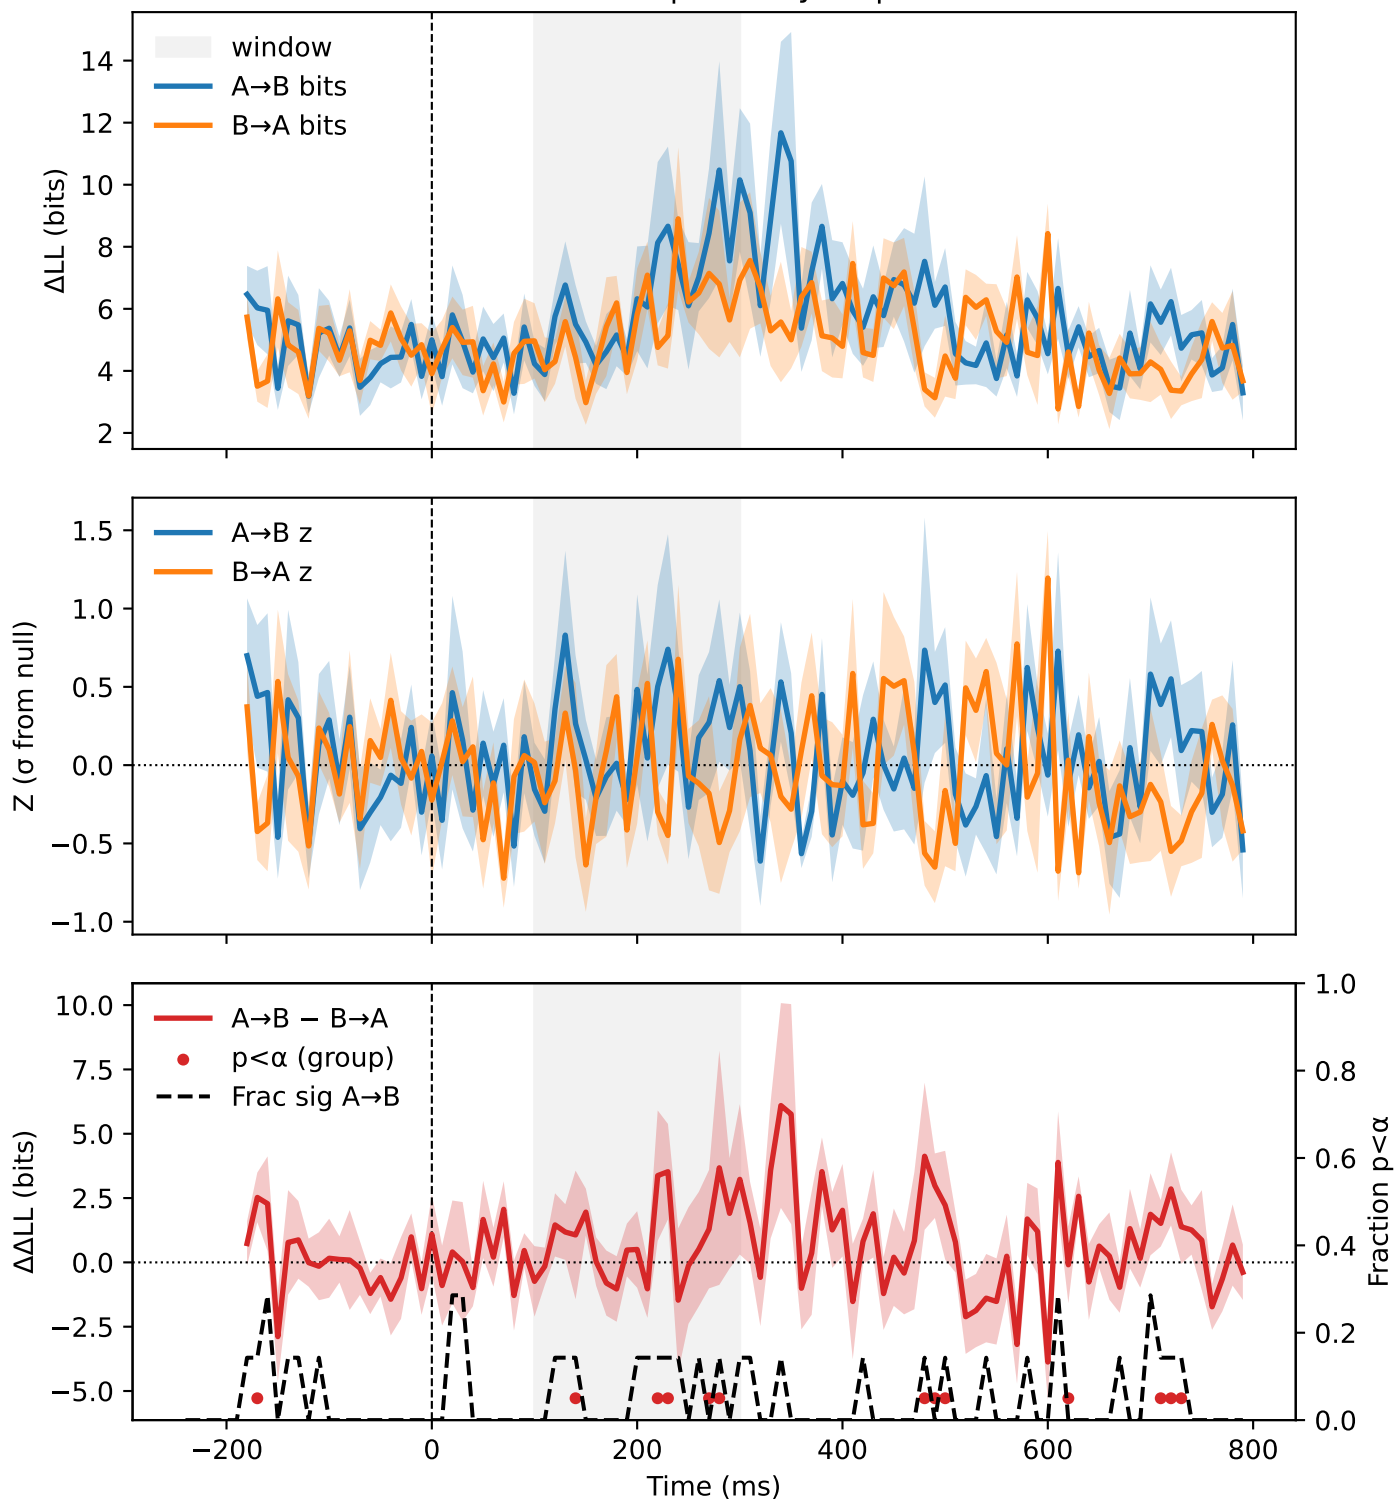 14
12
10
8
6
4
2
ΔLL (bits)
window
A→B bits
B→A bits
1.5
1.0
0.5
0.0
−0.5
−1.0
Z (σ from null)
A→B z
B→A z
10.0
7.5
5.0
2.5
0.0
−2.5
−5.0
ΔΔLL (bits)
A→B − B→A
p<α (group)
Frac sig A→B
1.0
0.8
0.6
0.4
0.2
0.0
Fraction p<α
−200
0
200
400
600
800
Time (ms)